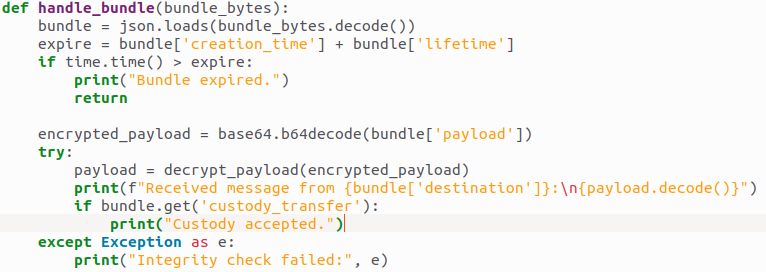 def handle_bundle(bundle_bytes):
    bundle = json.loads(bundle_bytes.decode())
    expire = bundle['creation_time'] + bundle['lifetime']
    if time.time() > expire:
        print("Bundle expired.")
        return

    encrypted_payload = base64.b64decode(bundle['payload'])
    try:
        payload = decrypt_payload(encrypted_payload)
        print(f"Received message from {bundle['destination']}:\n{payload.decode()}")
        if bundle.get('custody_transfer'):
            print("Custody accepted.")
    except Exception as e:
        print("Integrity check failed:", e)